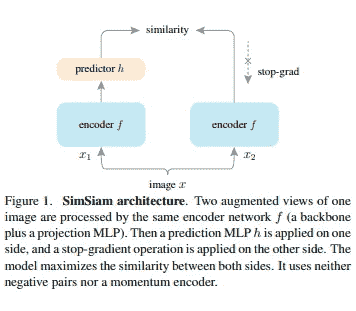 similarity
predictor h
stop-grad
encoder f
encoder f
x1
x2
image x
Figure 1. SimSiam architecture. Two augmented views of one
image are processed by the same encoder network f (a backbone
plus a projection MLP). Then a prediction MLP h is applied on one
side, and a stop-gradient operation is applied on the other side. The
model maximizes the similarity between both sides. It uses neither
negative pairs nor a momentum encoder.